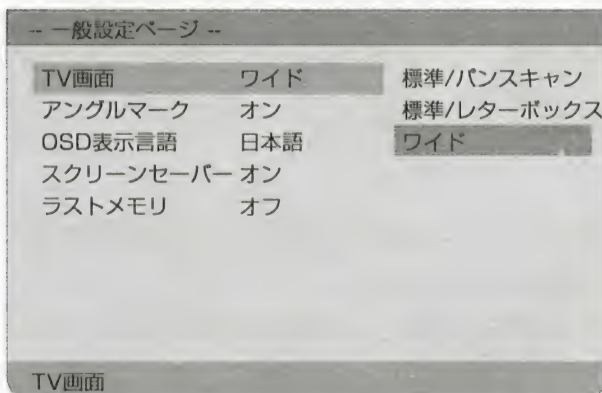 -- 一般設定ページ --
TV画面 ワイド 標準/パンスキャン
アングルマーク オン 標準/レターボックス
OSD表示言語 日本語 ワイド
スクリーンセーバー オン
ラストメモリ オフ
TV画面